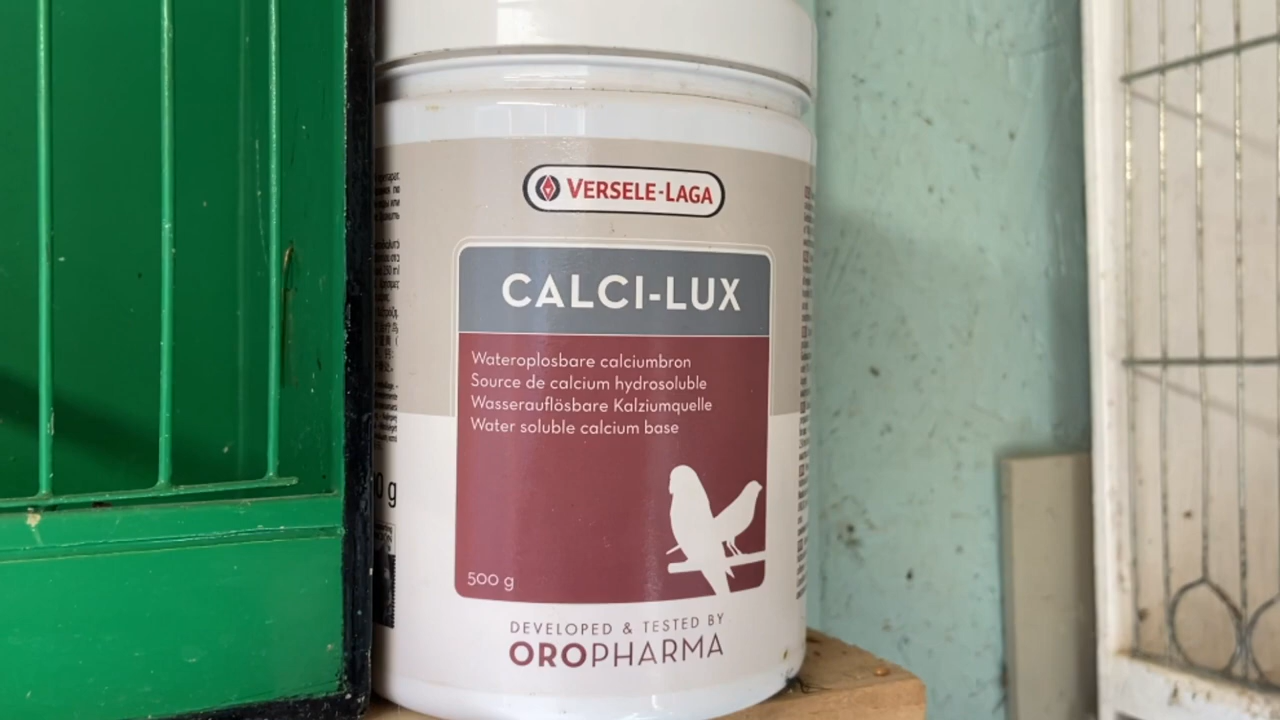 VERSELE-LAGA
CALCI-LUX
Wateroplosbare calciumbron
Source de calcium hydrosoluble
Wasserauflösbare Kalziumquelle
Water soluble calcium base
500 g
DEVELOPED & TESTED BY
OROPHARMA